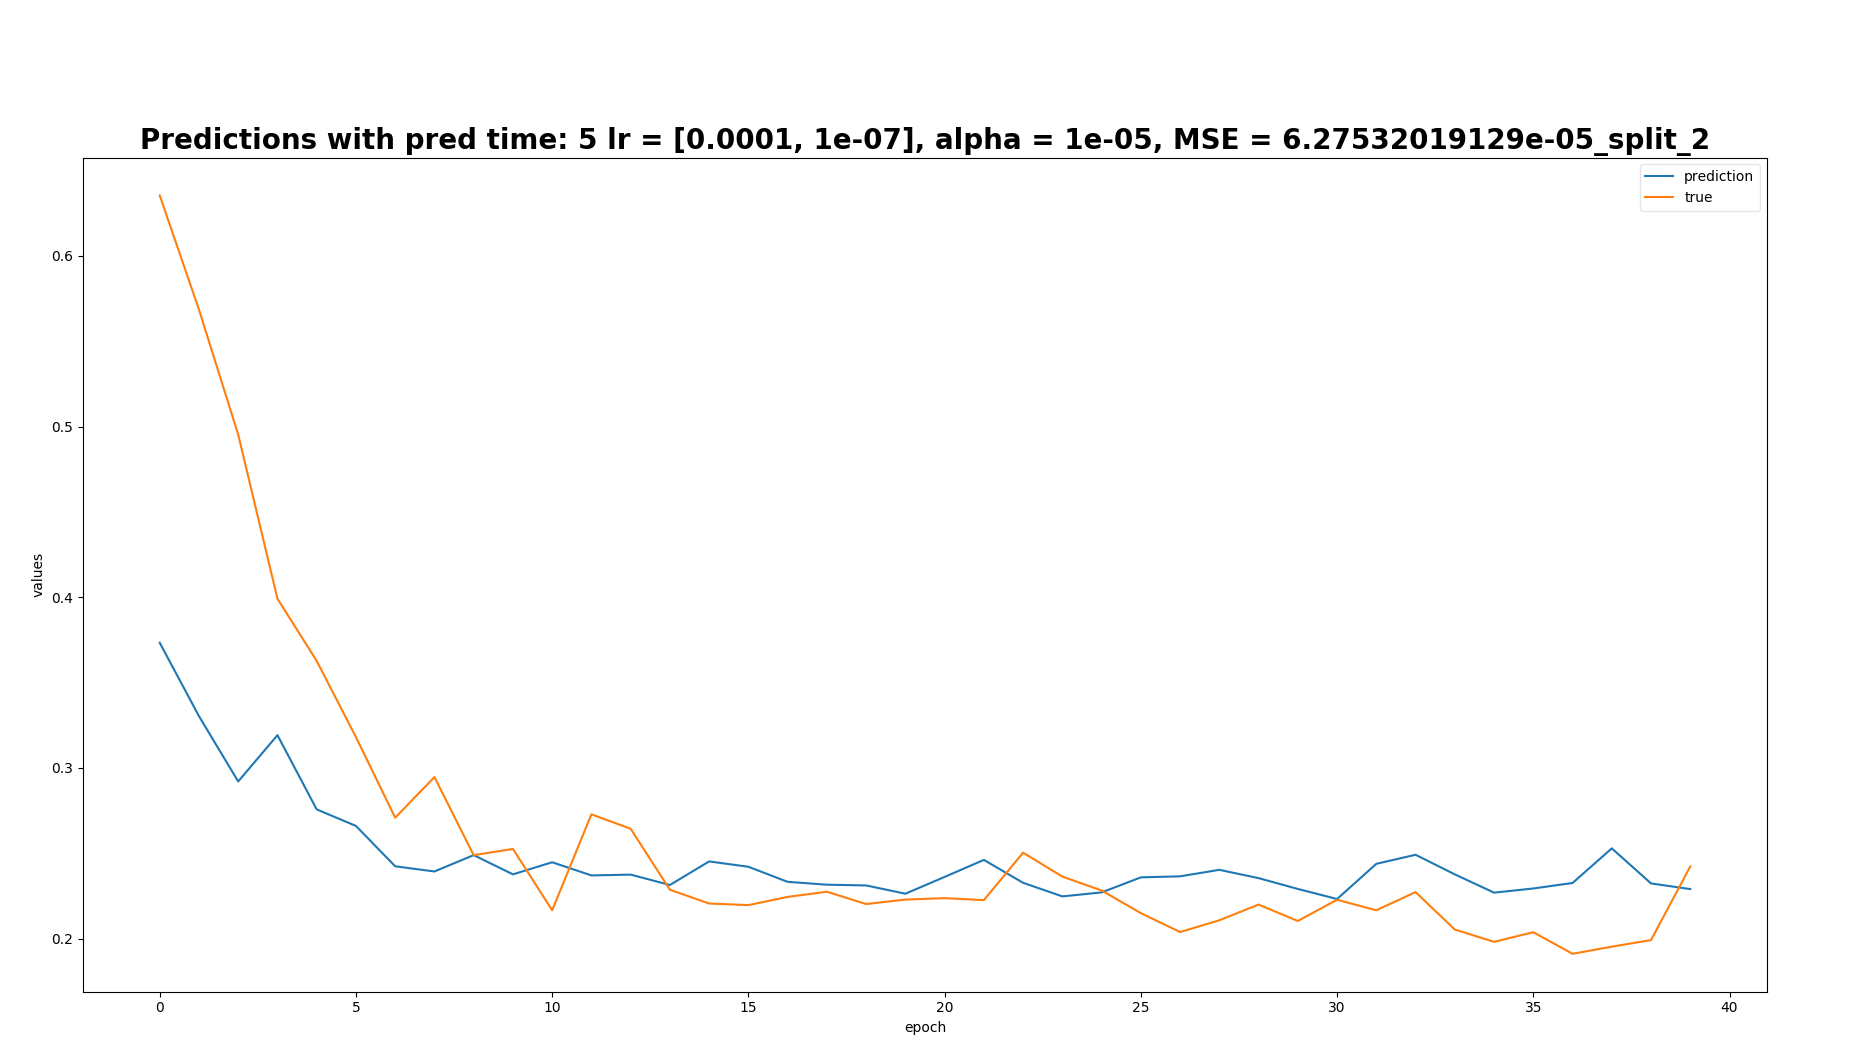 Predictions with pred time: 5 lr = [0.0001, 1e-07], alpha = 1e-05, MSE = 6.27532019129e-05_split_2
prediction
true
0.6
0.5
0.4
0.3
0.2
values
0 5 10 15 20 25 30 35 40
epoch